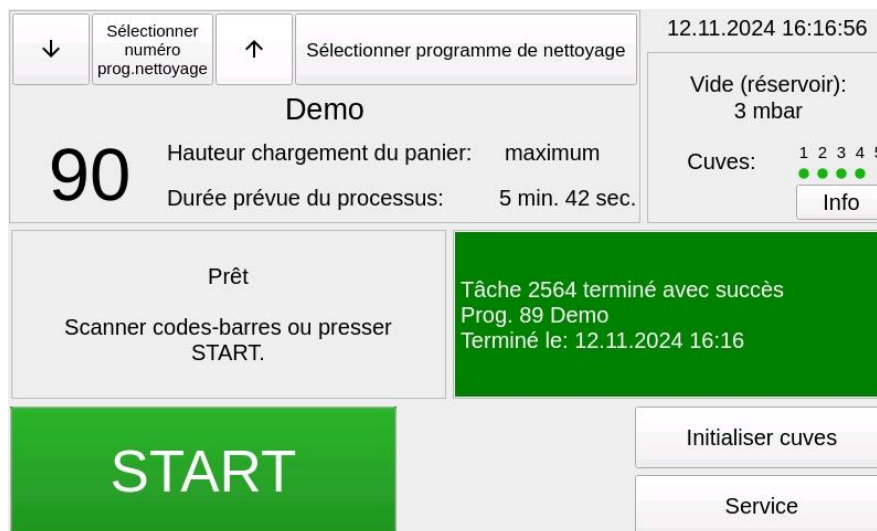 Sélectionner
numéro
prog.nettoyage
Sélectionner programme de nettoyage
12.11.2024 16:16:56
Demo
90
Hauteur chargement du panier: maximum
Durée prévue du processus: 5 min. 42 sec.
Vide (réservoir):
3 mbar
Cuves: 1 2 3 4 5
Info
Prêt
Scanner codes-barres ou presser
START.
Tâche 2564 terminé avec succès
Prog. 89 Demo
Terminé le: 12.11.2024 16:16
START
Initialiser cuves
Service